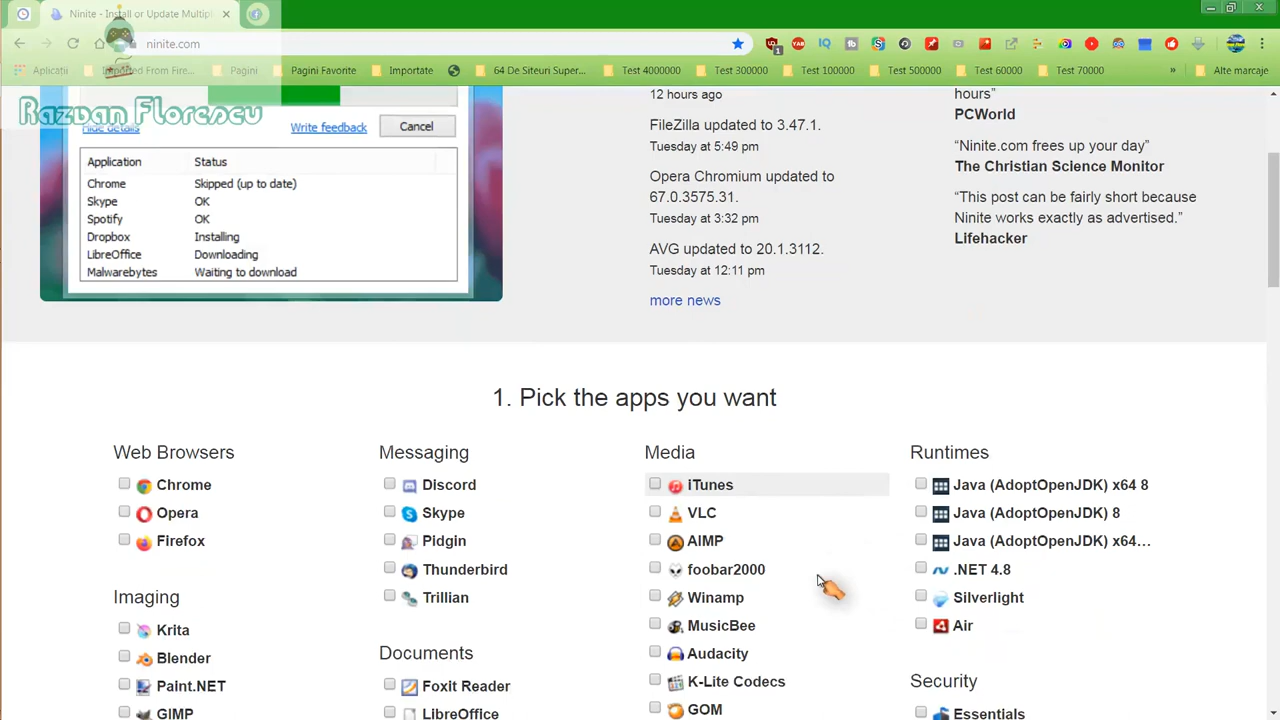 Ninite - Install or Update Multipl
ninite.com
Aplicații
Imported From Fire...
Pagini
Pagini Favorite
Importate
64 De Siteuri Super...
Test 4000000
Test 300000
Test 100000
Test 500000
Test 60000
Test 70000
»
Alte marcaje
Razvan Florescu
Hide details
Write feedback
Cancel
Application Status
Chrome Skipped (up to date)
Skype OK
Spotify OK
Dropbox Installing
LibreOffice Downloading
Malwarebytes Waiting to download
12 hours ago
FileZilla updated to 3.47.1.
Tuesday at 5:49 pm
Opera Chromium updated to
67.0.3575.31.
Tuesday at 3:32 pm
AVG updated to 20.1.3112.
Tuesday at 12:11 pm
more news
hours”
PCWorld
“Ninite.com frees up your day”
The Christian Science Monitor
“This post can be fairly short because
Ninite works exactly as advertised.”
Lifehacker
1. Pick the apps you want
Web Browsers
Chrome
Opera
Firefox
Imaging
Krita
Blender
Paint.NET
GIMP
Messaging
Discord
Skype
Pidgin
Thunderbird
Trillian
Documents
Foxit Reader
LibreOffice
Media
iTunes
VLC
AIMP
foobar2000
Winamp
MusicBee
Audacity
K-Lite Codecs
GOM
Runtimes
Java (AdoptOpenJDK) x64 8
Java (AdoptOpenJDK) 8
Java (AdoptOpenJDK) x64...
.NET 4.8
Silverlight
Air
Security
Essentials